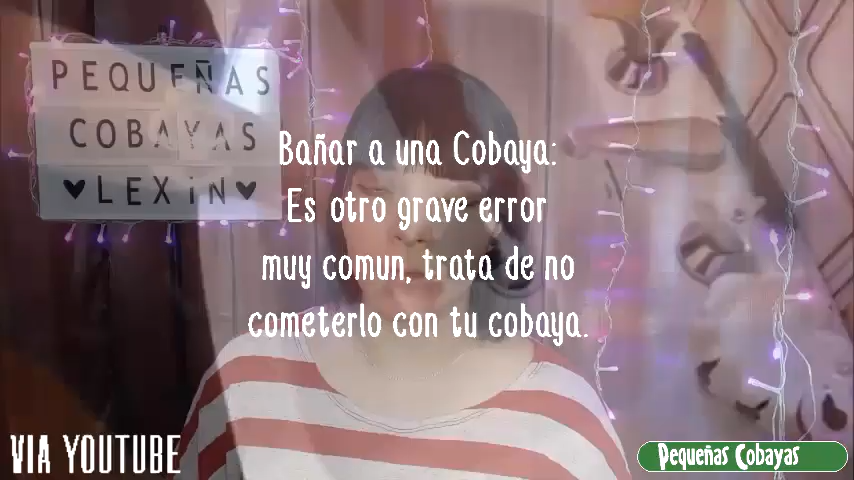 PEQUEÑAS
COBAYAS
♥LEXiN♥
Bañar a una Cobaya:
Es otro grave error
muy comun, trata de no
cometerlo con tu cobaya.
VIA YOUTUBE
Pequeñas Cobayas